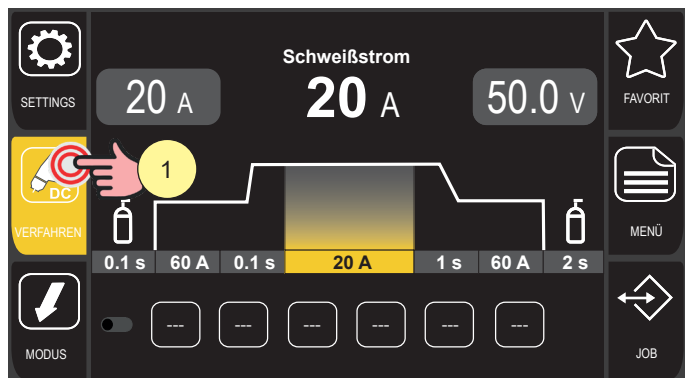 Schweißstrom
SETTINGS
20 A
20 A
50.0 V
FAVORIT
1
DC
VERFAHREN
MENÜ
0.1 s 60 A 0.1 s 20 A 1 s 60 A 2 s
--- --- --- --- --- ---
MODUS
JOB